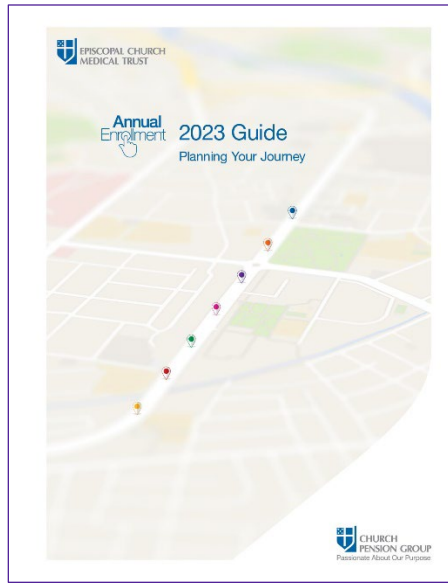 EPISCOPAL CHURCH
MEDICAL TRUST
Annual
Enrollment
2023 Guide
Planning Your Journey
CHURCH
PENSION GROUP
Passionate About Our Purpose